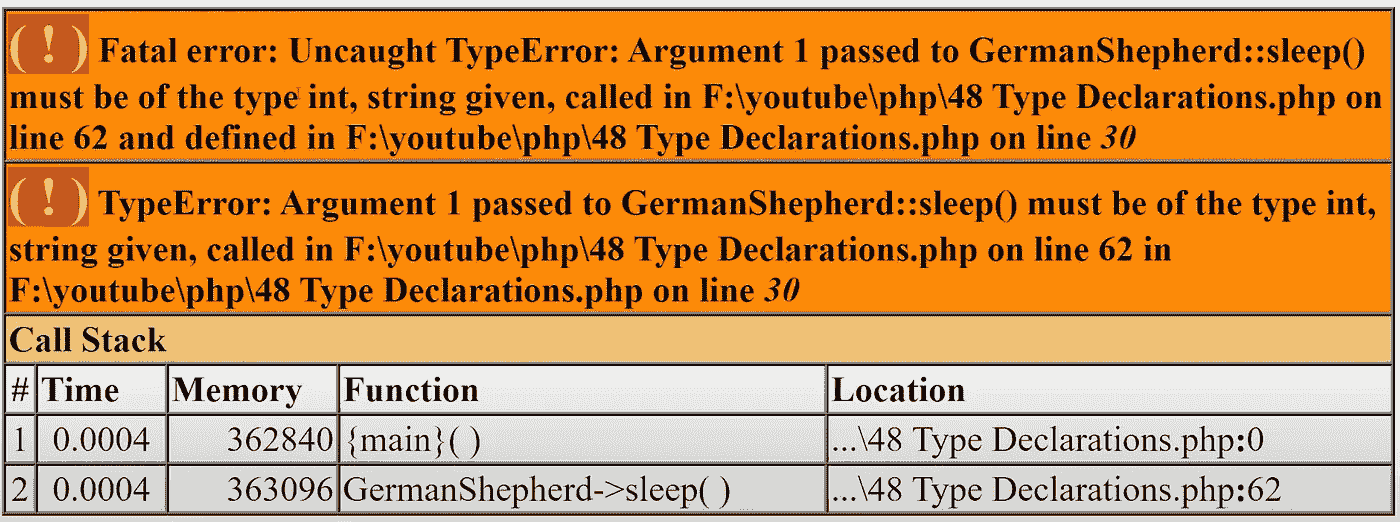 ( ! ) Fatal error: Uncaught TypeError: Argument 1 passed to GermanShepherd::sleep()
must be of the type int, string given, called in F:\youtube\php\48 Type Declarations.php on
line 62 and defined in F:\youtube\php\48 Type Declarations.php on line 30
( ! ) TypeError: Argument 1 passed to GermanShepherd::sleep() must be of the type int,
string given, called in F:\youtube\php\48 Type Declarations.php on line 62 in
F:\youtube\php\48 Type Declarations.php on line 30
Call Stack
# Time Memory Function Location
1 0.0004 362840 {main}( ) ...\48 Type Declarations.php:0
2 0.0004 363096 GermanShepherd->sleep( ) ...\48 Type Declarations.php:62